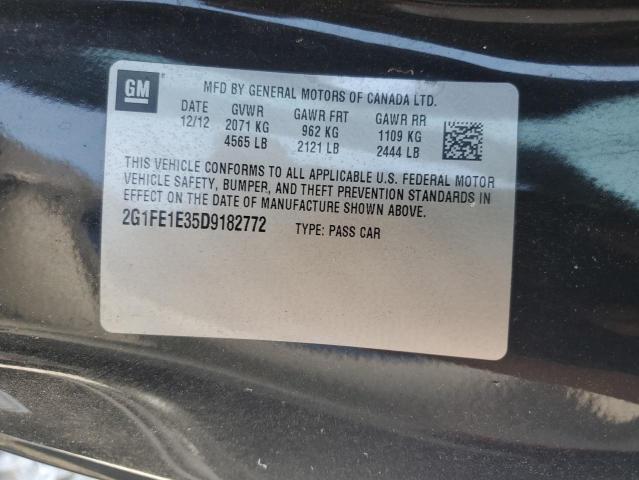 GM
MFD BY GENERAL MOTORS OF CANADA LTD.
DATE GVWR GAWR FRT GAWR RR
12/12 2071 KG 962 KG 1109 KG
4565 LB 2121 LB 2444 LB
THIS VEHICLE CONFORMS TO ALL APPLICABLE U.S. FEDERAL MOTOR
VEHICLE SAFETY, BUMPER, AND THEFT PREVENTION STANDARDS IN
EFFECT ON THE DATE OF MANUFACTURE SHOWN ABOVE.
2G1FE1E35D9182772 TYPE: PASS CAR